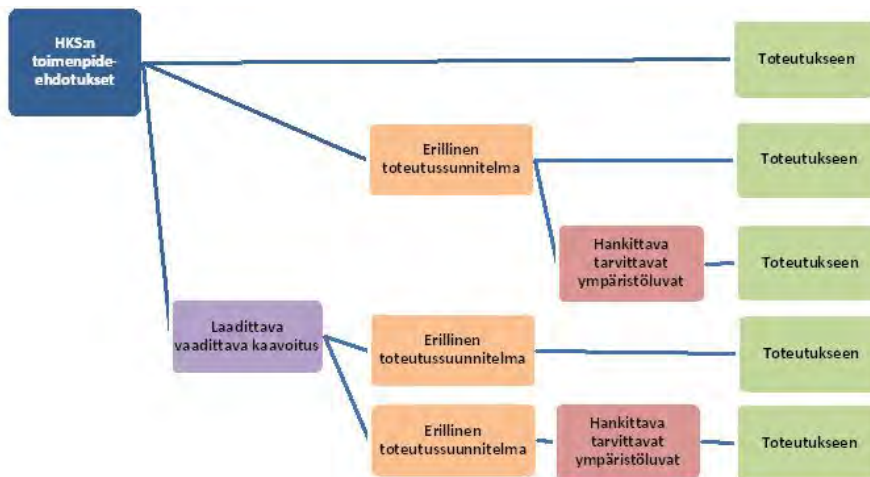 HKS:n
toimenpide-
ehdotukset
Toteutukseen
Erillinen
toteutussunnitelma
Toteutukseen
Hankittava
tarvittavat
ympäristöluvat
Toteutukseen
Laadittava
vaadittava kaavoitus
Erillinen
toteutussuunnitelma
Toteutukseen
Erillinen
toteutussuunnitelma
Hankittava
tarvittavat
ympäristöluvat
Toteutukseen